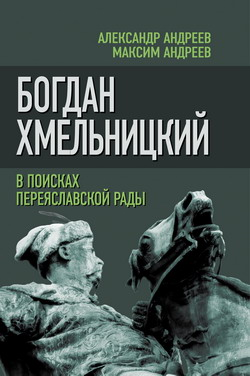 АЛЕКСАНДР АНДРЕЕВ
МАКСИМ АНДРЕЕВ
БОГДАН
ХМЕЛЬНИЦКИЙ
В ПОИСКАХ
ПЕРЕЯСЛАВСКОЙ РАДЫ